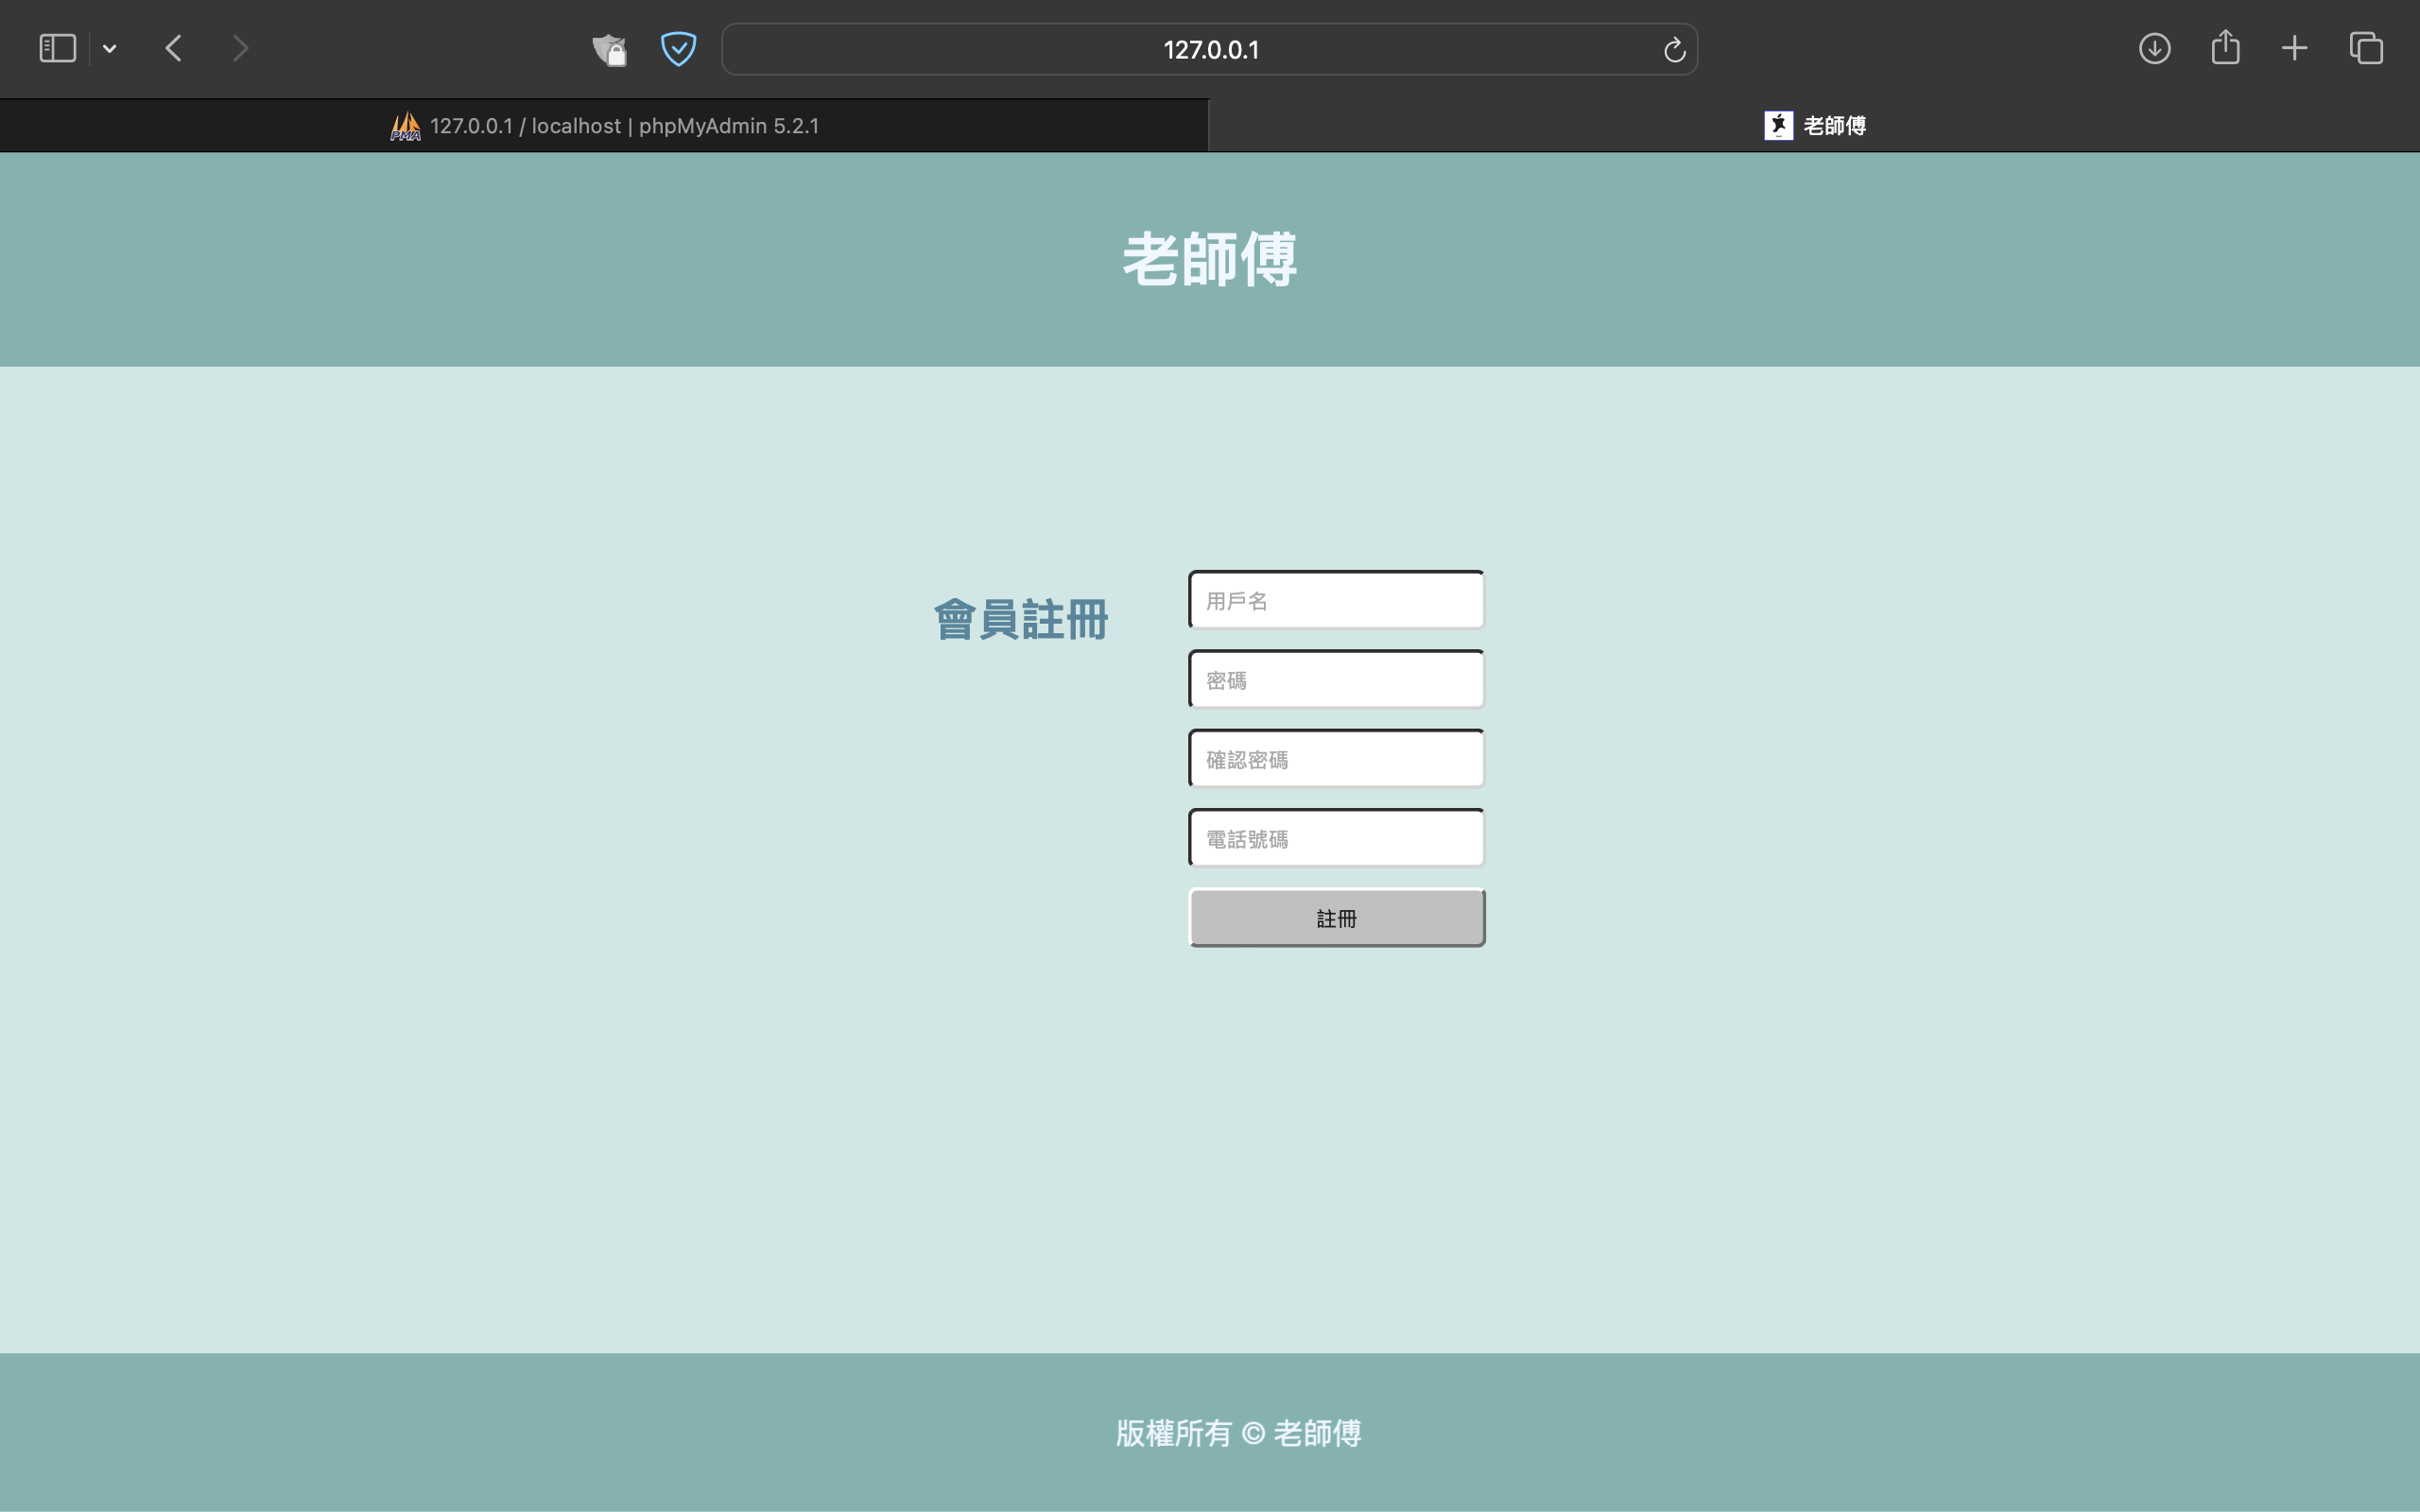 127.0.0.1
127.0.0.1 / localhost | phpMyAdmin 5.2.1
老師傅
老師傅
會員註冊
用戶名
密碼
確認密碼
電話號碼
註冊
版權所有 © 老師傅